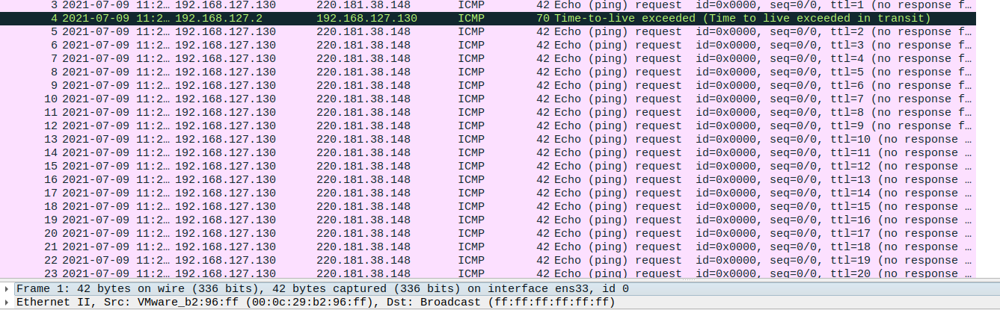 3 2021-07-09 11:2… 192.168.127.130 220.181.38.148 ICMP 42 Echo (ping) request id=0x0000, seq=0/0, ttl=1 (no response f…
4 2021-07-09 11:2… 192.168.127.2 192.168.127.130 ICMP 70 Time-to-live exceeded (Time to live exceeded in transit)
5 2021-07-09 11:2… 192.168.127.130 220.181.38.148 ICMP 42 Echo (ping) request id=0x0000, seq=0/0, ttl=2 (no response f…
6 2021-07-09 11:2… 192.168.127.130 220.181.38.148 ICMP 42 Echo (ping) request id=0x0000, seq=0/0, ttl=3 (no response f…
7 2021-07-09 11:2… 192.168.127.130 220.181.38.148 ICMP 42 Echo (ping) request id=0x0000, seq=0/0, ttl=4 (no response f…
8 2021-07-09 11:2… 192.168.127.130 220.181.38.148 ICMP 42 Echo (ping) request id=0x0000, seq=0/0, ttl=5 (no response f…
9 2021-07-09 11:2… 192.168.127.130 220.181.38.148 ICMP 42 Echo (ping) request id=0x0000, seq=0/0, ttl=6 (no response f…
10 2021-07-09 11:2… 192.168.127.130 220.181.38.148 ICMP 42 Echo (ping) request id=0x0000, seq=0/0, ttl=7 (no response f…
11 2021-07-09 11:2… 192.168.127.130 220.181.38.148 ICMP 42 Echo (ping) request id=0x0000, seq=0/0, ttl=8 (no response f…
12 2021-07-09 11:2… 192.168.127.130 220.181.38.148 ICMP 42 Echo (ping) request id=0x0000, seq=0/0, ttl=9 (no response f…
13 2021-07-09 11:2… 192.168.127.130 220.181.38.148 ICMP 42 Echo (ping) request id=0x0000, seq=0/0, ttl=10 (no response …
14 2021-07-09 11:2… 192.168.127.130 220.181.38.148 ICMP 42 Echo (ping) request id=0x0000, seq=0/0, ttl=11 (no response …
15 2021-07-09 11:2… 192.168.127.130 220.181.38.148 ICMP 42 Echo (ping) request id=0x0000, seq=0/0, ttl=12 (no response …
16 2021-07-09 11:2… 192.168.127.130 220.181.38.148 ICMP 42 Echo (ping) request id=0x0000, seq=0/0, ttl=13 (no response …
17 2021-07-09 11:2… 192.168.127.130 220.181.38.148 ICMP 42 Echo (ping) request id=0x0000, seq=0/0, ttl=14 (no response …
18 2021-07-09 11:2… 192.168.127.130 220.181.38.148 ICMP 42 Echo (ping) request id=0x0000, seq=0/0, ttl=15 (no response …
19 2021-07-09 11:2… 192.168.127.130 220.181.38.148 ICMP 42 Echo (ping) request id=0x0000, seq=0/0, ttl=16 (no response …
20 2021-07-09 11:2… 192.168.127.130 220.181.38.148 ICMP 42 Echo (ping) request id=0x0000, seq=0/0, ttl=17 (no response …
21 2021-07-09 11:2… 192.168.127.130 220.181.38.148 ICMP 42 Echo (ping) request id=0x0000, seq=0/0, ttl=18 (no response …
22 2021-07-09 11:2… 192.168.127.130 220.181.38.148 ICMP 42 Echo (ping) request id=0x0000, seq=0/0, ttl=19 (no response …
23 2021-07-09 11:2… 192.168.127.130 220.181.38.148 ICMP 42 Echo (ping) request id=0x0000, seq=0/0, ttl=20 (no response …
Frame 1: 42 bytes on wire (336 bits), 42 bytes captured (336 bits) on interface ens33, id 0
Ethernet II, Src: VMware_b2:96:ff (00:0c:29:b2:96:ff), Dst: Broadcast (ff:ff:ff:ff:ff:ff)